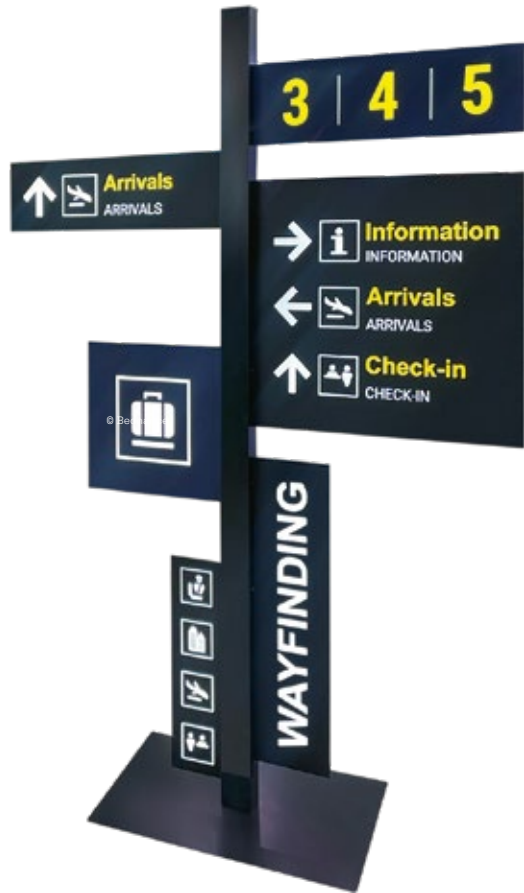 3 | 4 | 5
Arrivals
ARRIVALS
Information
INFORMATION
Arrivals
ARRIVALS
Check-in
CHECK-IN
WAYFINDING